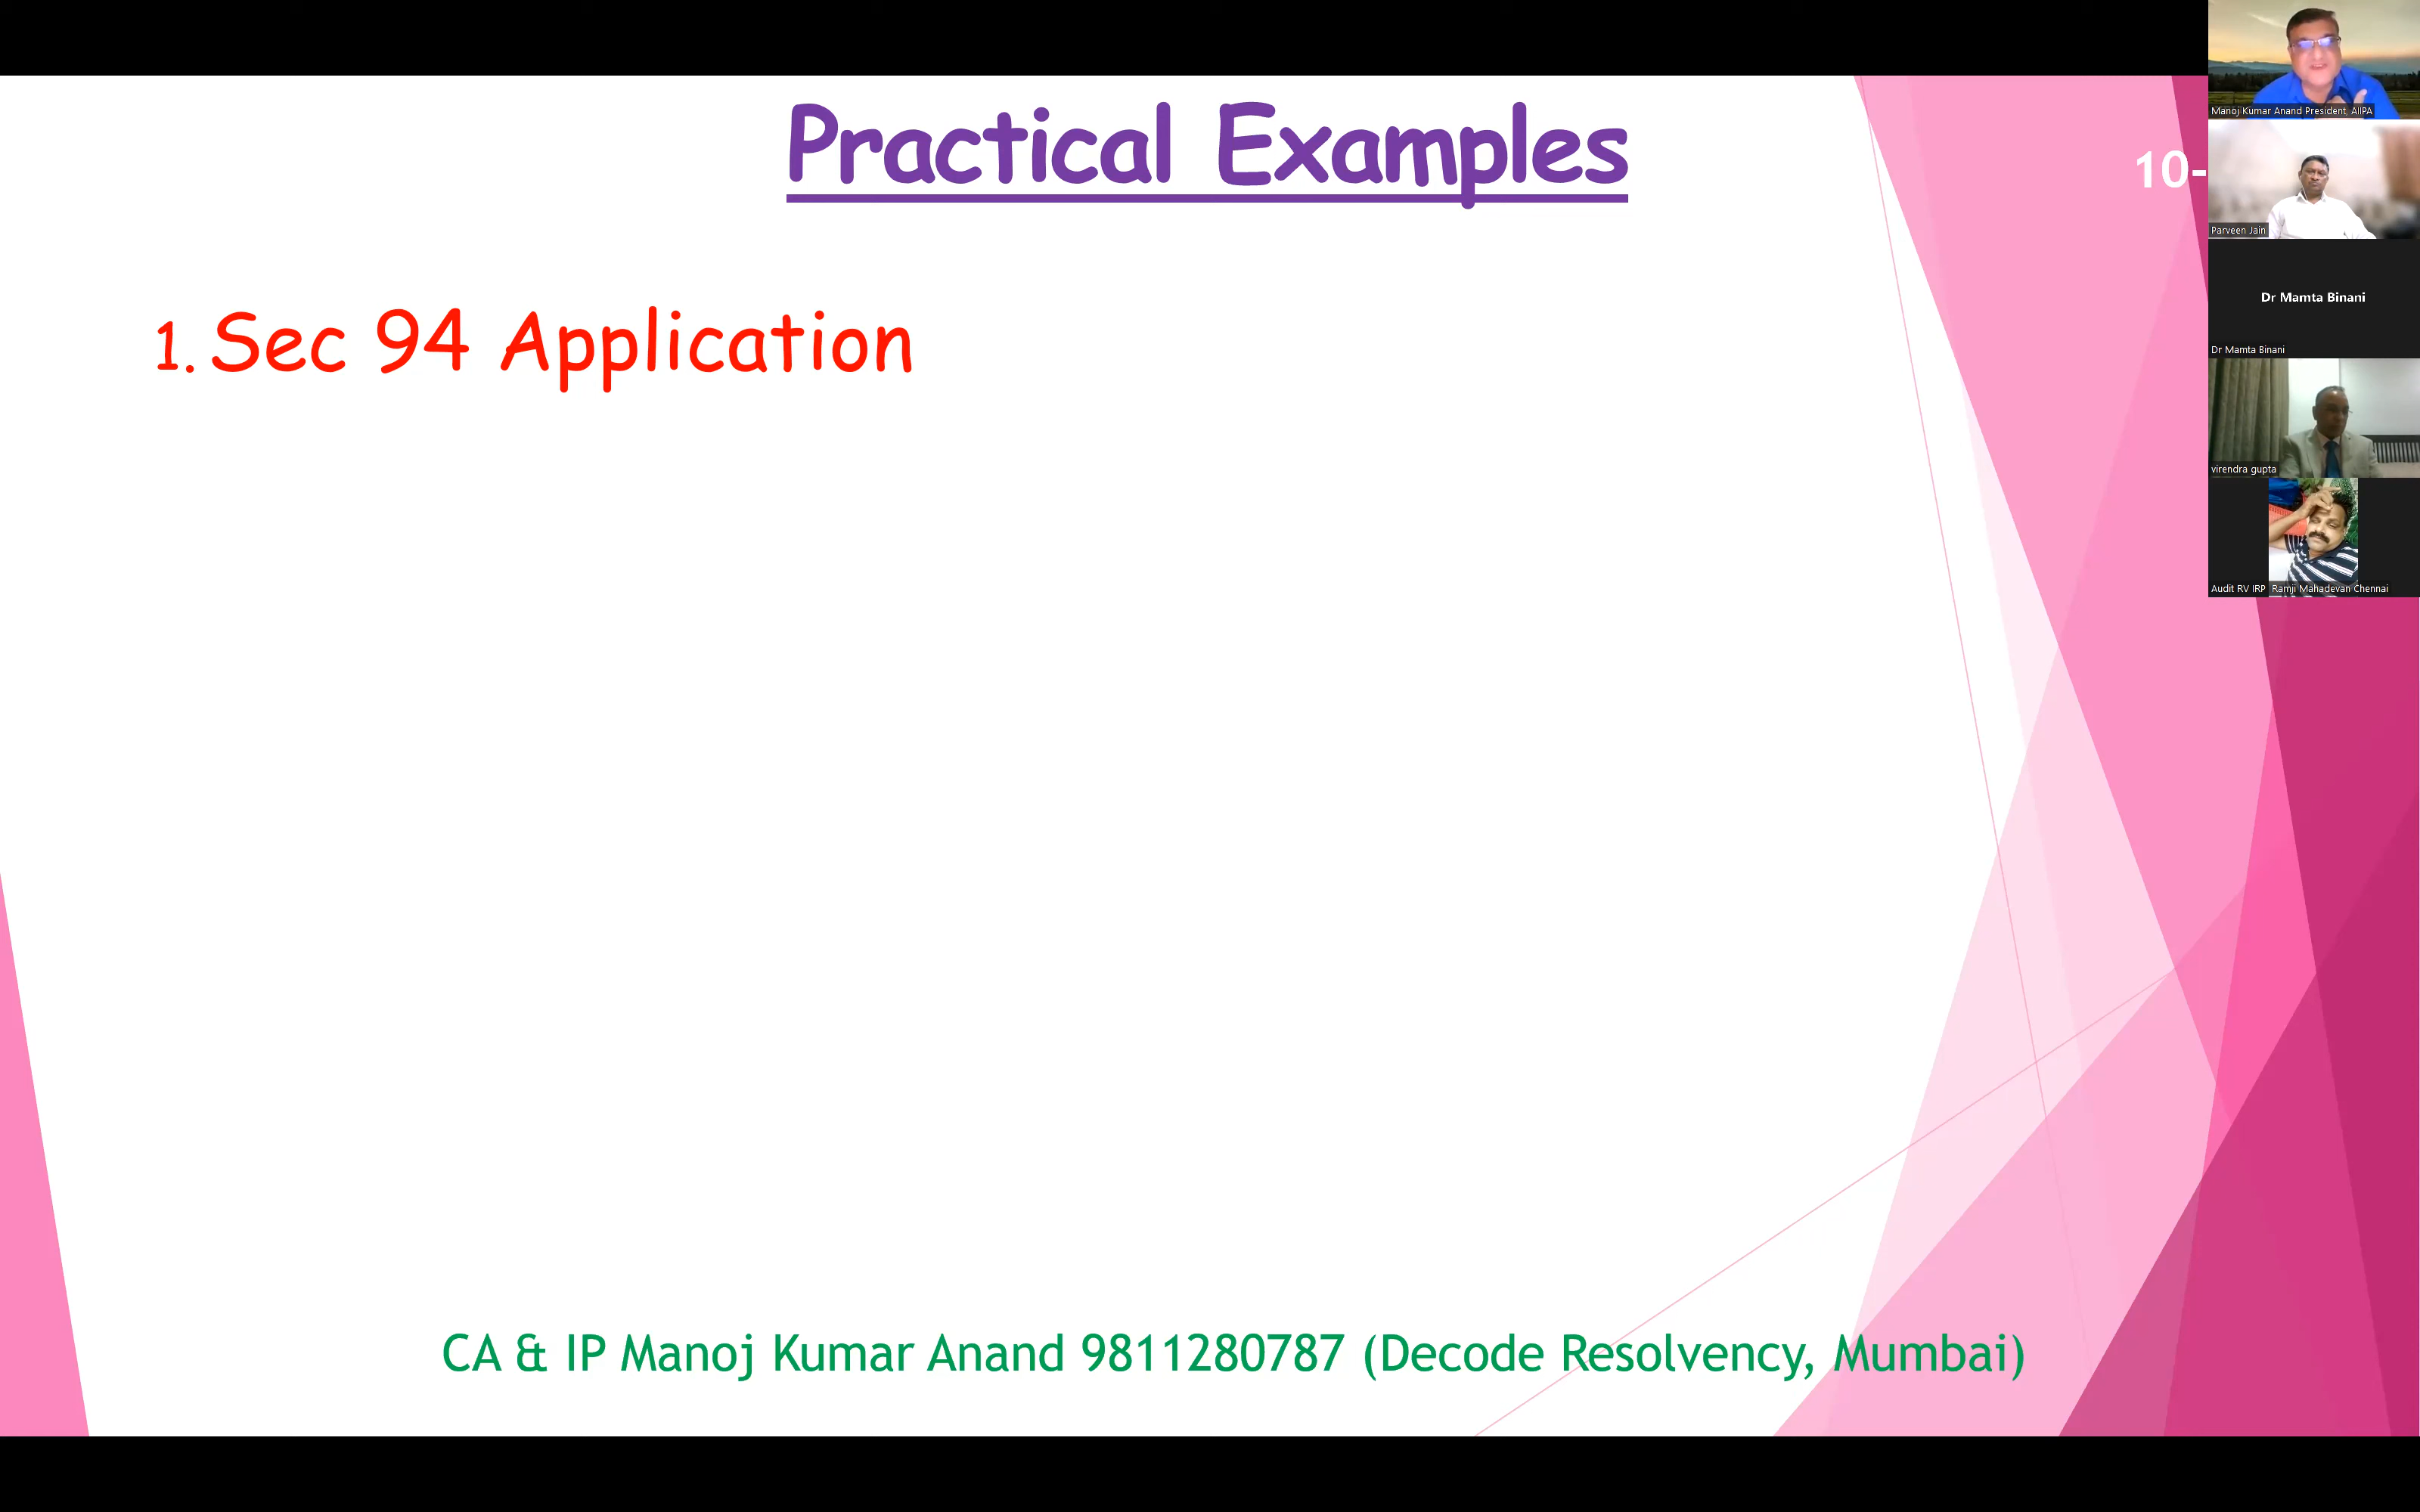 Practical Examples
10-
1. Sec 94 Application
CA & IP Manoj Kumar Anand 9811280787 (Decode Resolvency, Mumbai)
Manoj Kumar Anand President, AIIPA
Parveen Jain
Dr Mamta Binani
Dr Mamta Binani
virendra gupta
Audit RV IRP Ramji Mahadevan Chennai